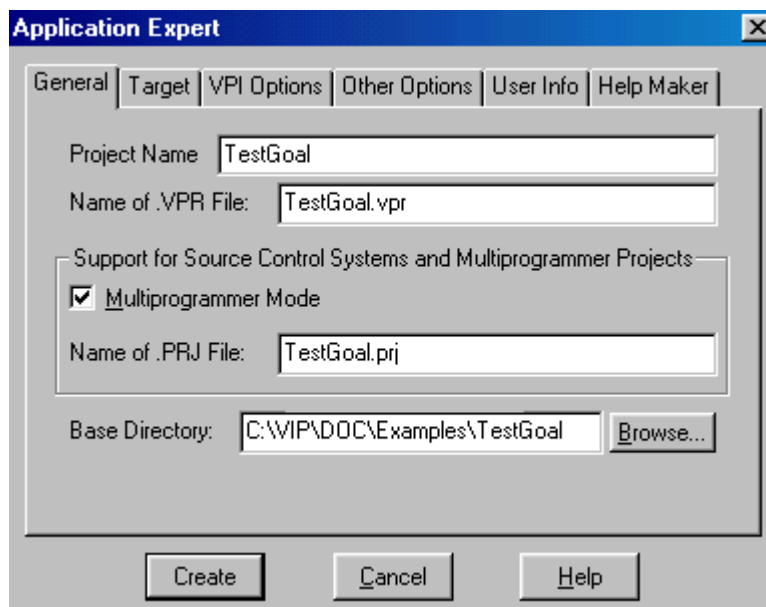 Application Expert
General Target VPI Options Other Options User Info Help Maker
Project Name TestGoal
Name of .VPR File: TestGoal.vpr
Support for Source Control Systems and Multiprogrammer Projects
Multiprogrammer Mode
Name of .PRJ File: TestGoal.prj
Base Directory: C:\VIP\DOC\Examples\TestGoal Browse...
Create Cancel Help